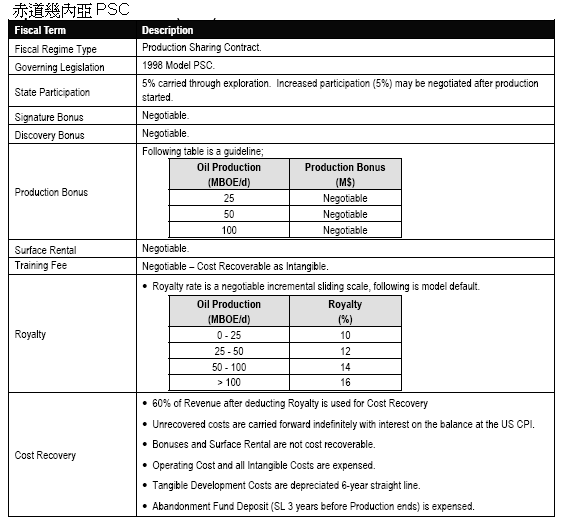 赤道幾內亞 PSC
Fiscal Term Description
Fiscal Regime Type Production Sharing Contract.
Governing Legislation 1998 Model PSC.
State Participation 5% carried through exploration. Increased participation (5%) may be negotiated after production
started.
Signature Bonus Negotiable.
Discovery Bonus Negotiable.
Production Bonus Following table is a guideline;
Oil Production Production Bonus
(MBOE/d) (M$)
25 Negotiable
50 Negotiable
100 Negotiable
Surface Rental Negotiable.
Training Fee Negotiable – Cost Recoverable as Intangible.
Royalty • Royalty rate is a negotiable incremental sliding scale, following is model default.
Oil Production Royalty
(MBOE/d) (%)
0 - 25 10
25 - 50 12
50 - 100 14
> 100 16
Cost Recovery • 60% of Revenue after deducting Royalty is used for Cost Recovery
• Unrecovered costs are carried forward indefinitely with interest on the balance at the US CPI.
• Bonuses and Surface Rental are not cost recoverable.
• Operating Cost and all Intangible Costs are expensed.
• Tangible Development Costs are depreciated 6-year straight line.
• Abandonment Fund Deposit (SL 3 years before Production ends) is expensed.